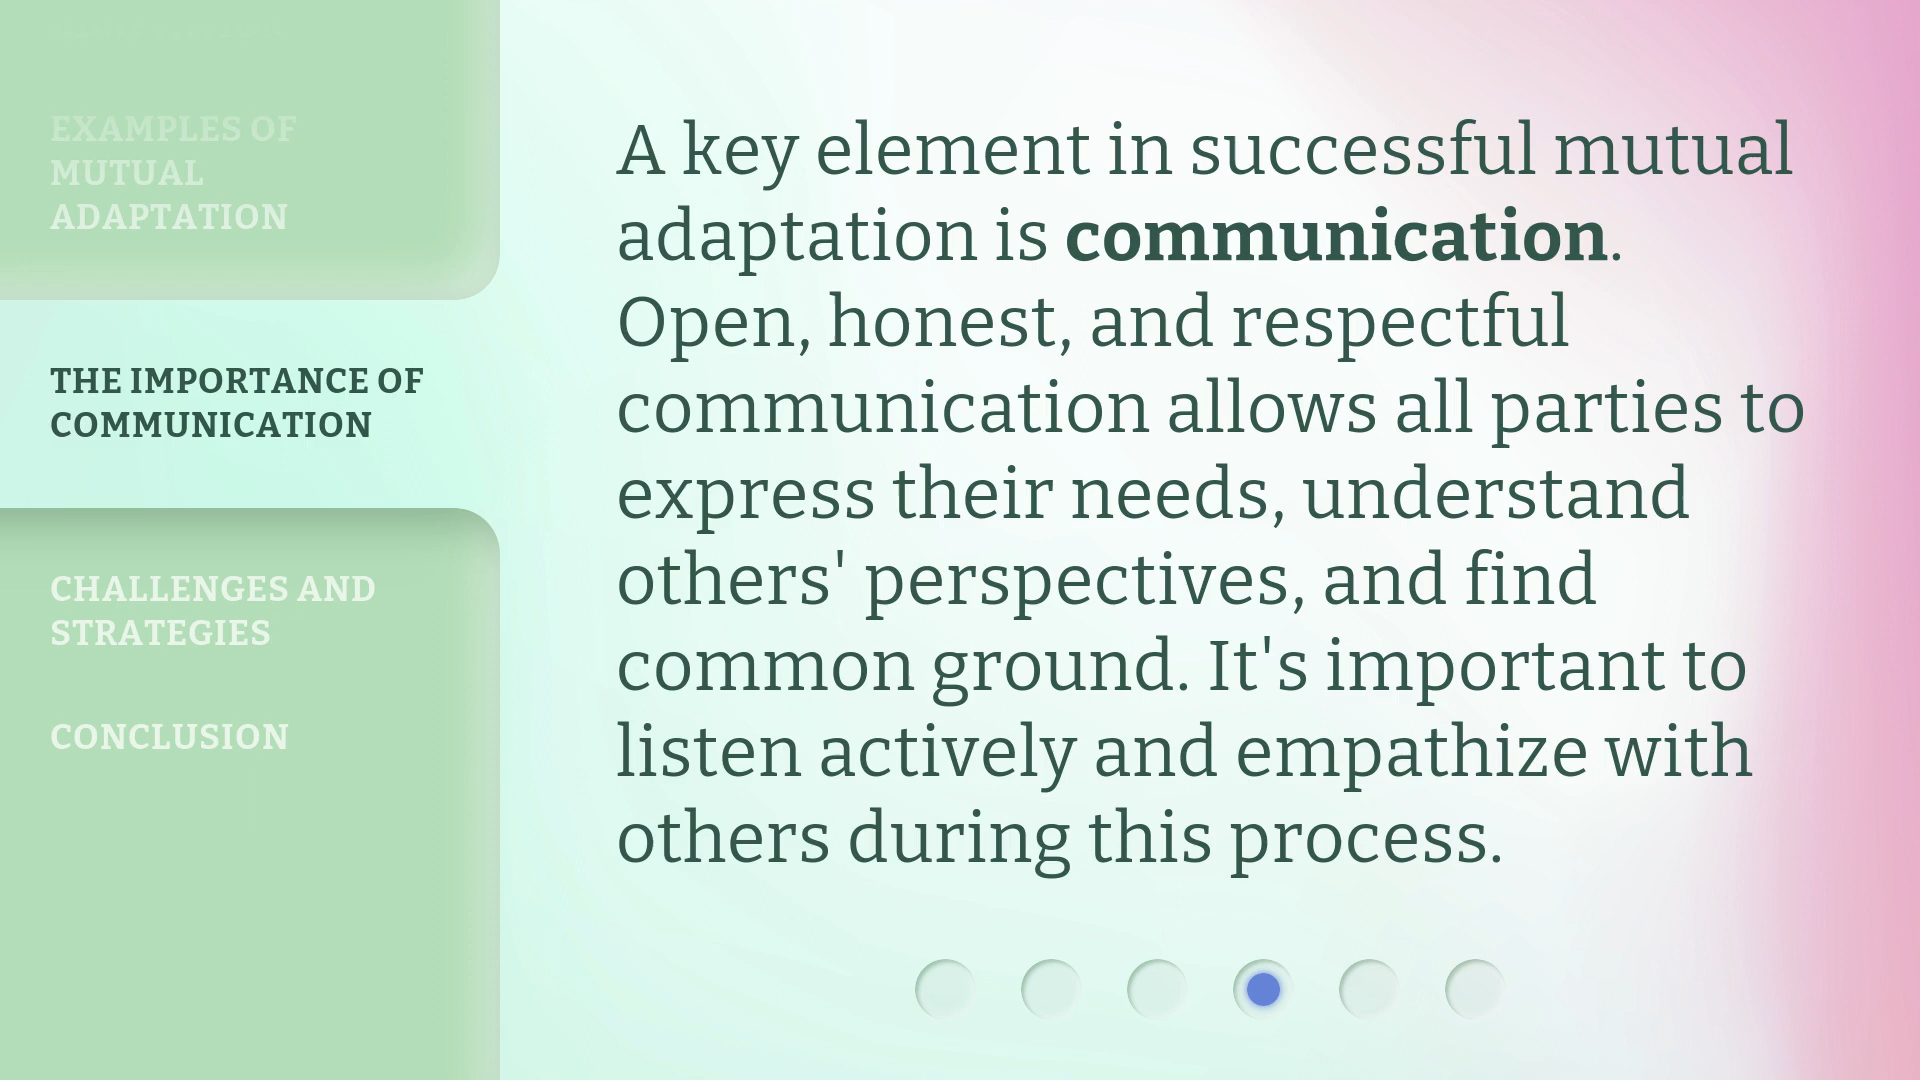 EXAMPLES OF
MUTUAL
ADAPTATION
THE IMPORTANCE OF
COMMUNICATION
CHALLENGES AND
STRATEGIES
CONCLUSION
A key element in successful mutual
adaptation is communication.
Open, honest, and respectful
communication allows all parties to
express their needs, understand
others' perspectives, and find
common ground. It's important to
listen actively and empathize with
others during this process.